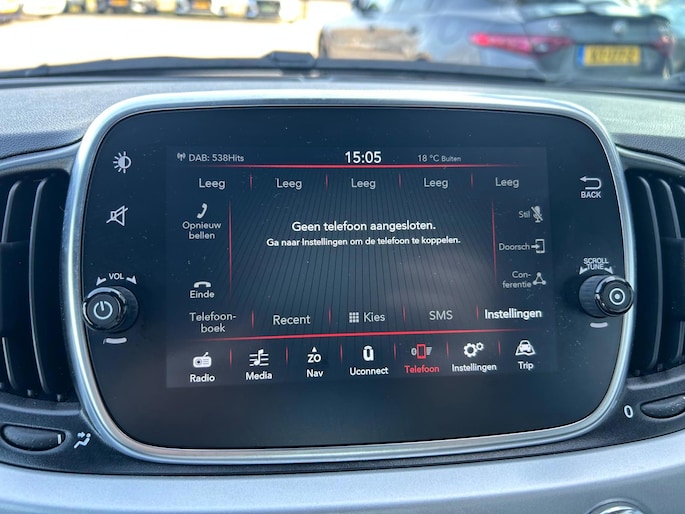 DAB: 538Hits
15:05
18 °C Buiten
Leeg
Leeg
Leeg
Leeg
Leeg
BACK
Opnieuw
bellen
Geen telefoon aangesloten.
Ga naar Instellingen om de telefoon te koppelen.
Stil
Doorsch
VOL
SCROLL
TUNE
Con-
ferentie
Einde
Telefoon-
boek
Recent
Kies
SMS
Instellingen
Radio
Media
ZO
Nav
Uconnect
Telefoon
Instellingen
Trip
0